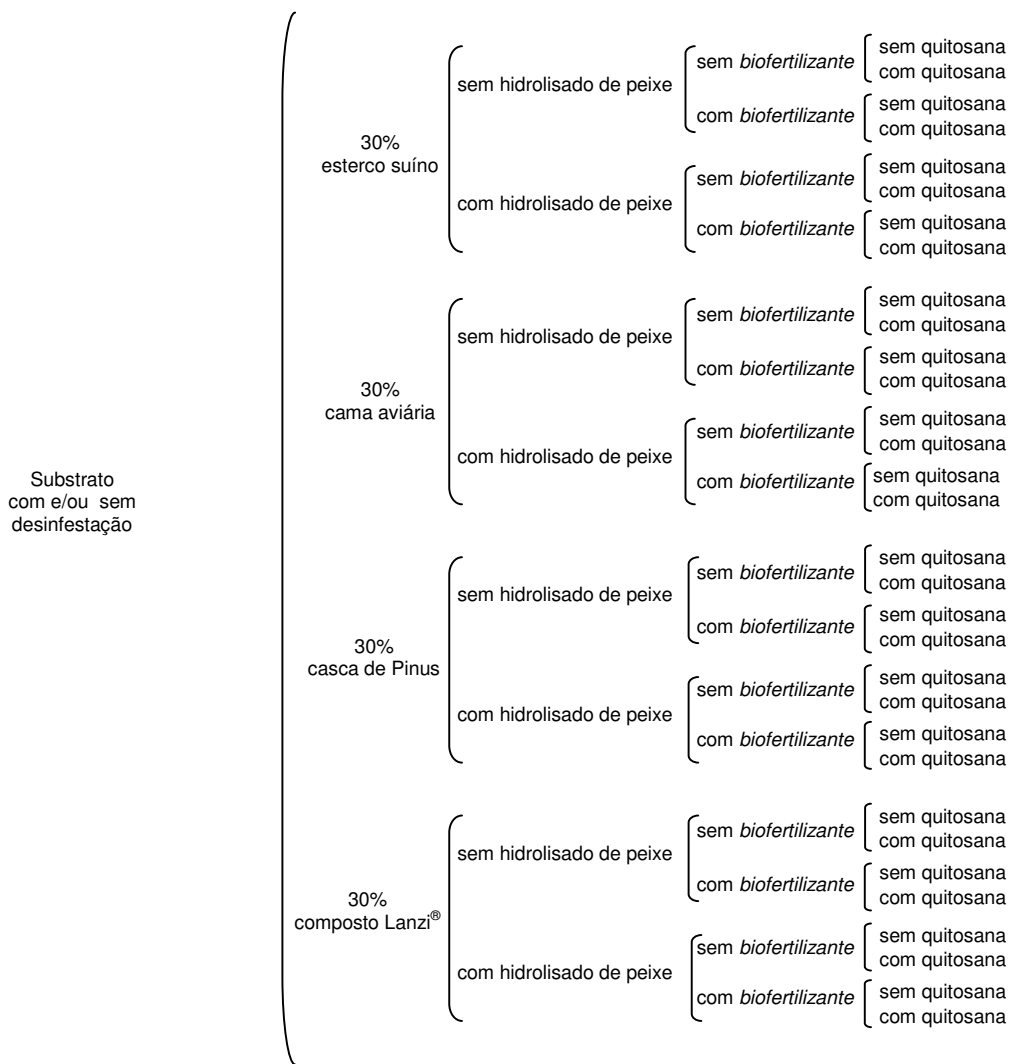 Substrato
com e/ou sem
desinfestação
30%
esterco suíno
sem hidrolisado de peixe
sem biofertilizante
sem quitosana
com quitosana
com biofertilizante
sem quitosana
com quitosana
com hidrolisado de peixe
sem biofertilizante
sem quitosana
com quitosana
com biofertilizante
sem quitosana
com quitosana
30%
cama aviária
sem hidrolisado de peixe
sem biofertilizante
sem quitosana
com quitosana
com biofertilizante
sem quitosana
com quitosana
com hidrolisado de peixe
sem biofertilizante
sem quitosana
com quitosana
com biofertilizante
sem quitosana
com quitosana
30%
casca de Pinus
sem hidrolisado de peixe
sem biofertilizante
sem quitosana
com quitosana
com biofertilizante
sem quitosana
com quitosana
com hidrolisado de peixe
sem biofertilizante
sem quitosana
com quitosana
com biofertilizante
sem quitosana
com quitosana
30%
composto Lanzi®
sem hidrolisado de peixe
sem biofertilizante
sem quitosana
com quitosana
com biofertilizante
sem quitosana
com quitosana
com hidrolisado de peixe
sem biofertilizante
sem quitosana
com quitosana
com biofertilizante
sem quitosana
com quitosana